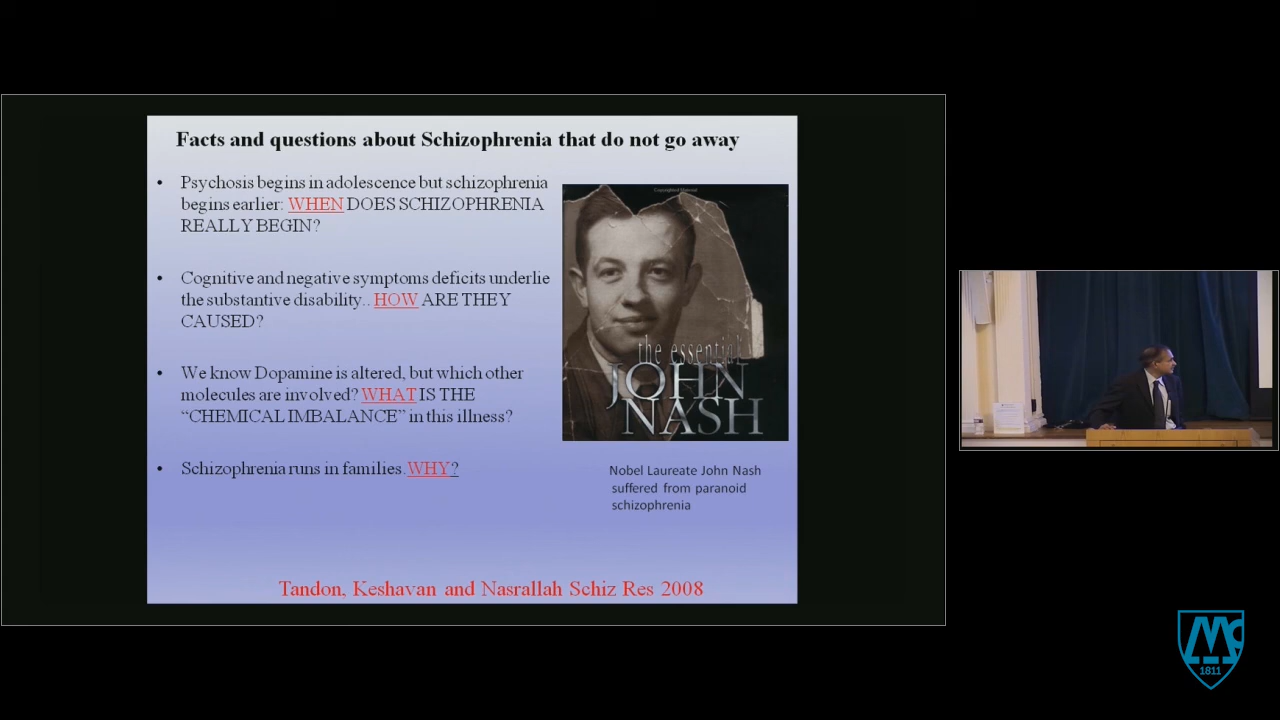 Facts and questions about Schizophrenia that do not go away
• Psychosis begins in adolescence but schizophrenia
begins earlier: WHEN DOES SCHIZOPHRENIA
REALLY BEGIN?
• Cognitive and negative symptoms deficits underlie
the substantive disability.. HOW ARE THEY
CAUSED?
• We know Dopamine is altered, but which other
molecules are involved? WHAT IS THE
“CHEMICAL IMBALANCE” in this illness?
• Schizophrenia runs in families. WHY?
Copyrighted Material
the essential
JOHN
NASH
Nobel Laureate John Nash
suffered from paranoid
schizophrenia
Tandon, Keshavan and Nasrallah Schiz Res 2008
1811